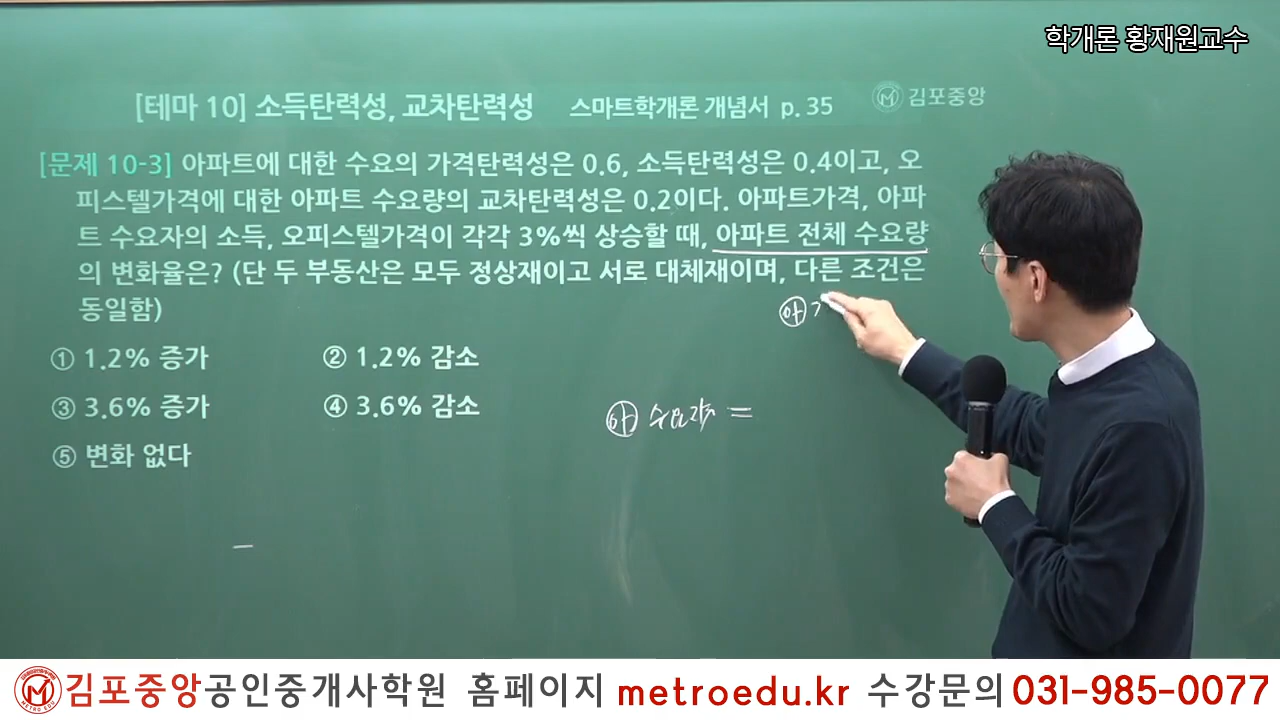 학개론 황재원교수
[테마 10] 소득탄력성, 교차탄력성 스마트학개론 개념서 p. 35
김포중앙
[문제 10-3] 아파트에 대한 수요의 가격탄력성은 0.6, 소득탄력성은 0.4이고, 오
피스텔가격에 대한 아파트 수요량의 교차탄력성은 0.2이다. 아파트가격, 아파
트 수요자의 소득, 오피스텔가격이 각각 3%씩 상승할 때, 아파트 전체 수요량
의 변화율은? (단 두 부동산은 모두 정상재이고 서로 대체재이며, 다른 조건은
동일함)
아
① 1.2% 증가 ② 1.2% 감소
③ 3.6% 증가 ④ 3.6% 감소
아 수요량 =
⑤ 변화 없다
METRO EDU
김포중앙공인중개사학원 홈페이지 metroedu.kr 수강문의 031-985-0077